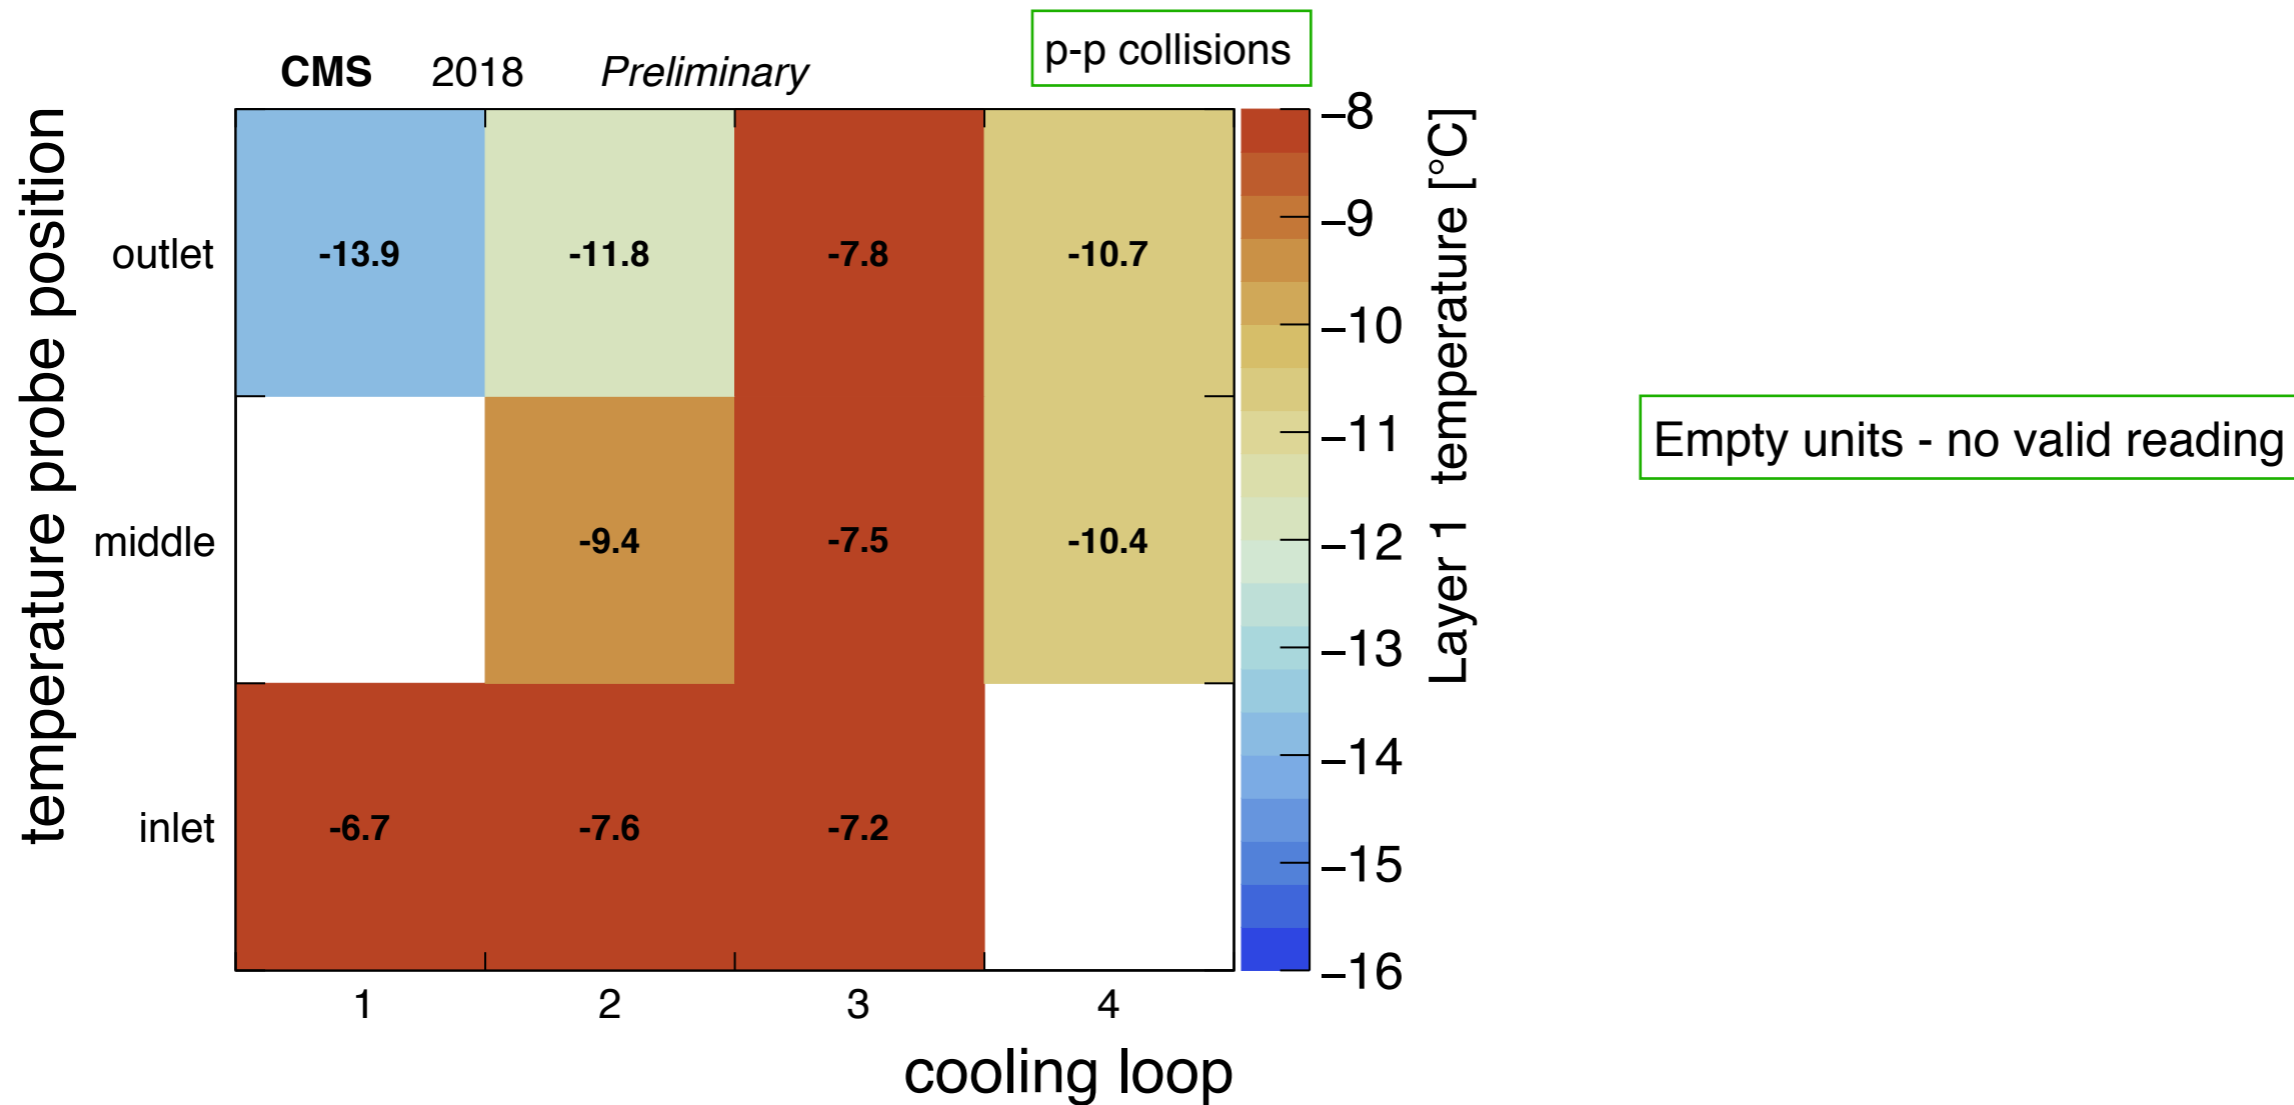 p-p collisions
CMS 2018 Preliminary
temperature probe position
outlet
middle
inlet
-13.9 -11.8 -7.8 -10.7
-9.4 -7.5 -10.4
-6.7 -7.6 -7.2
1 2 3 4
cooling loop
−8
−9
−10
−11
−12
−13
−14
−15
−16
Layer 1 temperature [°C]
Empty units - no valid reading